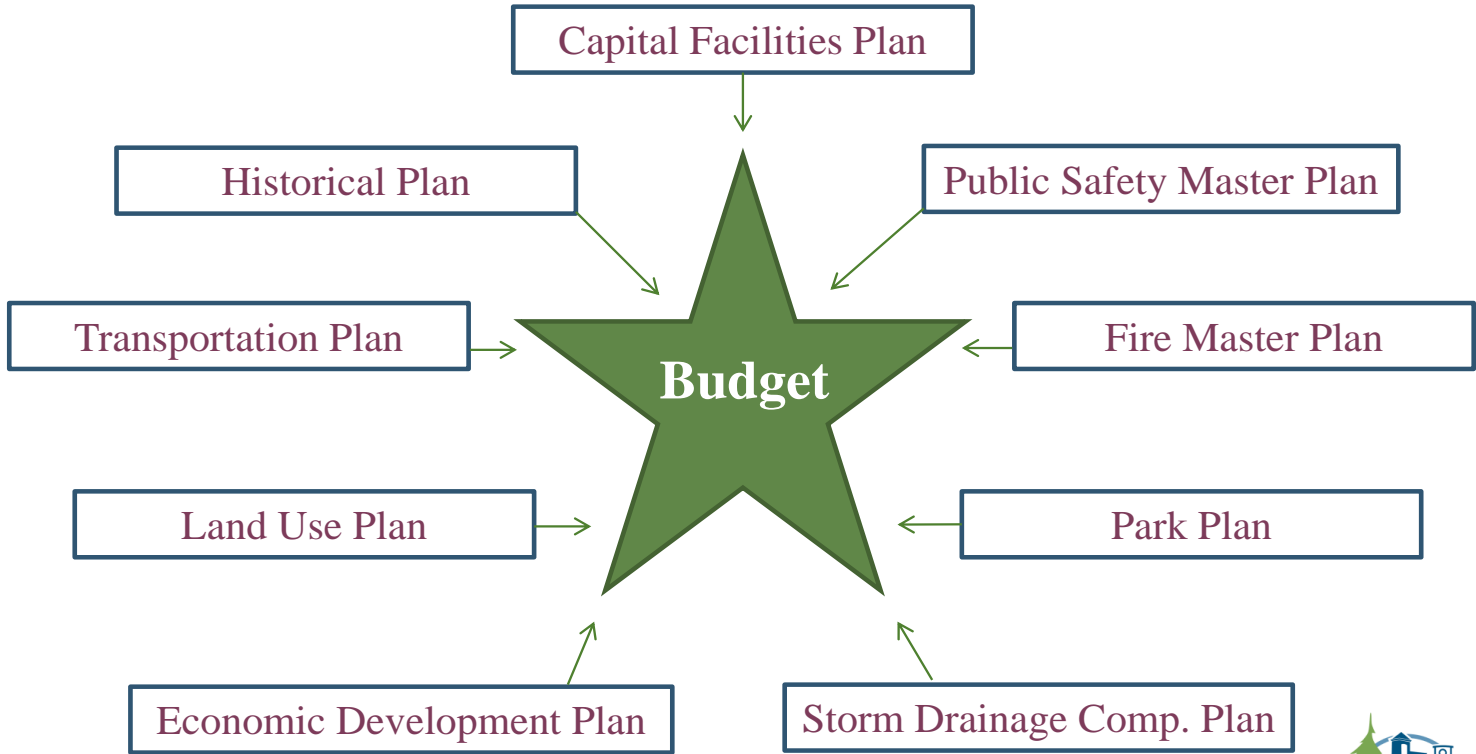 Capital Facilities Plan
Historical Plan
Public Safety Master Plan
Transportation Plan
Fire Master Plan
Budget
Land Use Plan
Park Plan
Economic Development Plan
Storm Drainage Comp. Plan